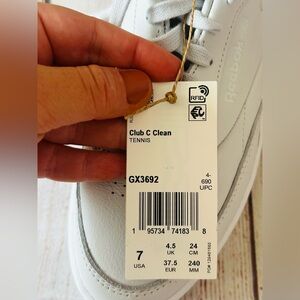 Reebok
RFID
Club C Clean
TENNIS
GX3692
4-
690
UPC
1 95734 74183 8
7 4.5 24
USA UK CM
37.5 240
EUR MM